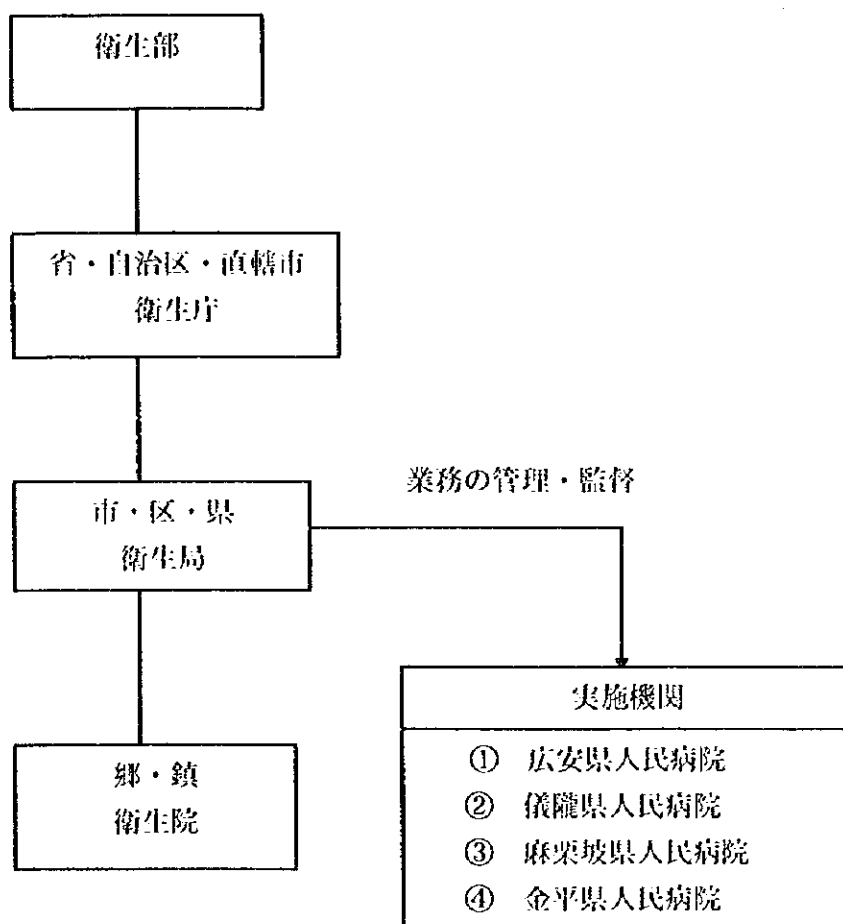 衛生部
省・自治区・直轄市
衛生庁
市・区・県
衛生局
業務の管理・監督
郷・鎮
衛生院
実施機関
① 広安県人民病院
② 儀隴県人民病院
③ 麻栗坡県人民病院
④ 金平県人民病院